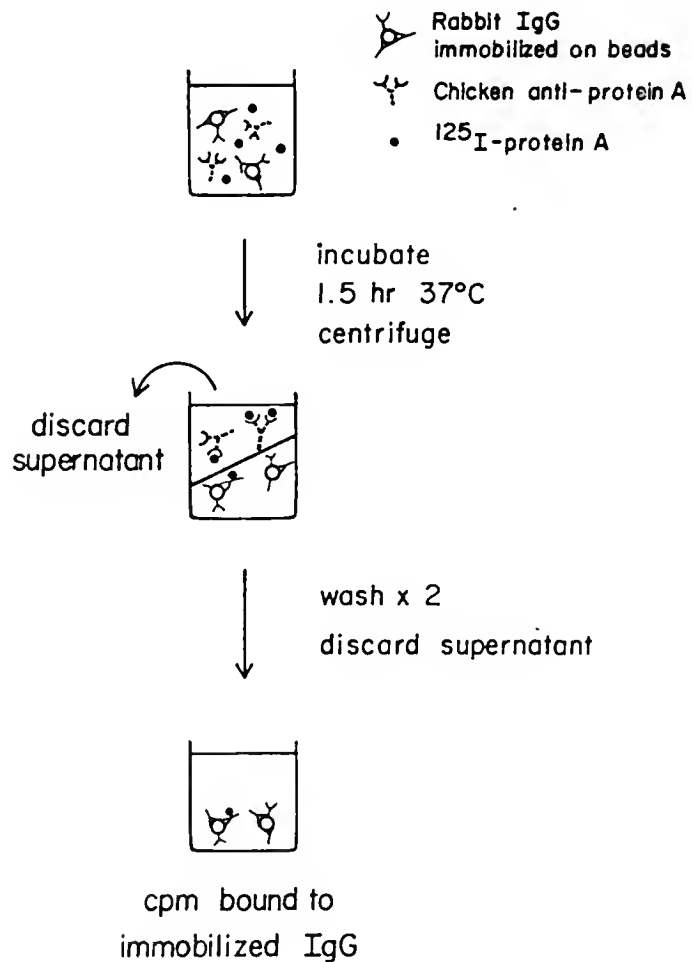 Rabbit IgG
immobilized on beads
Chicken anti-protein A
¹²⁵I-protein A
incubate
1.5 hr 37°C
centrifuge
discard
supernatant
wash x 2
discard supernatant
cpm bound to
immobilized IgG